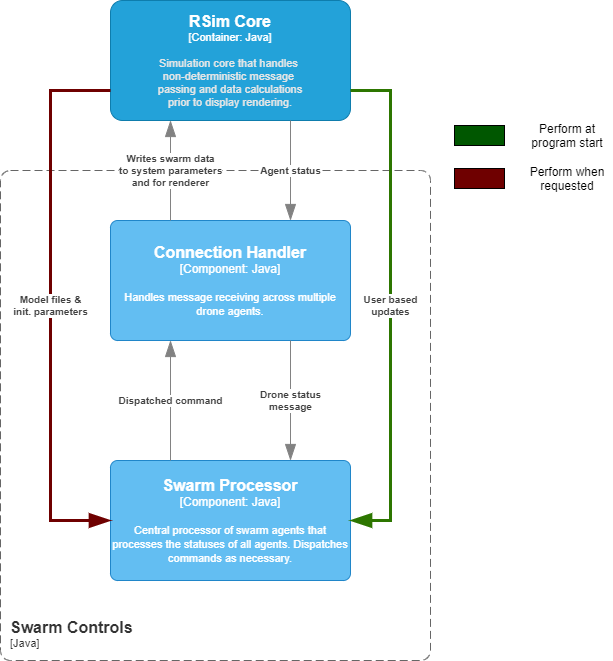 RSim Core
[Container: Java]
Simulation core that handles
non-deterministic message
passing and data calculations
prior to display rendering.
Perform at
program start
Perform when
requested
Writes swarm data
to system parameters
and for renderer
Agent status
Connection Handler
[Component: Java]
Handles message receiving across multiple
drone agents.
Model files &
init. parameters
User based
updates
Dispatched command
Drone status
message
Swarm Processor
[Component: Java]
Central processor of swarm agents that
processes the statuses of all agents. Dispatches
commands as necessary.
Swarm Controls
[Java]